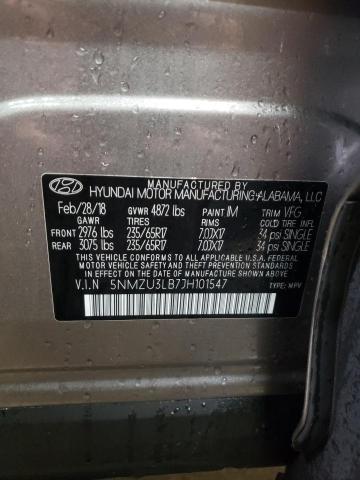 MANUFACTURED BY
HYUNDAI MOTOR MANUFACTURING ALABAMA, LLC
Feb/28/18 GVWR 4872 lbs PAINT IM TRIM VFG
GAWR TIRES RIMS COLD TIRE INFL
FRONT 2976 lbs 235/65R17 7.0JX17 34 psi SINGLE
REAR 3075 lbs 235/65R17 7.0JX17 34 psi SINGLE
THIS VEHICLE CONFORMS TO ALL APPLICABLE U.S.A. FEDERAL
MOTOR VEHICLE SAFETY STANDARDS IN EFFECT ON THE DATE OF
MANUFACTURE SHOWN ABOVE.
V.I.N 5NMZU3LB7JH101547
TYPE: MPV